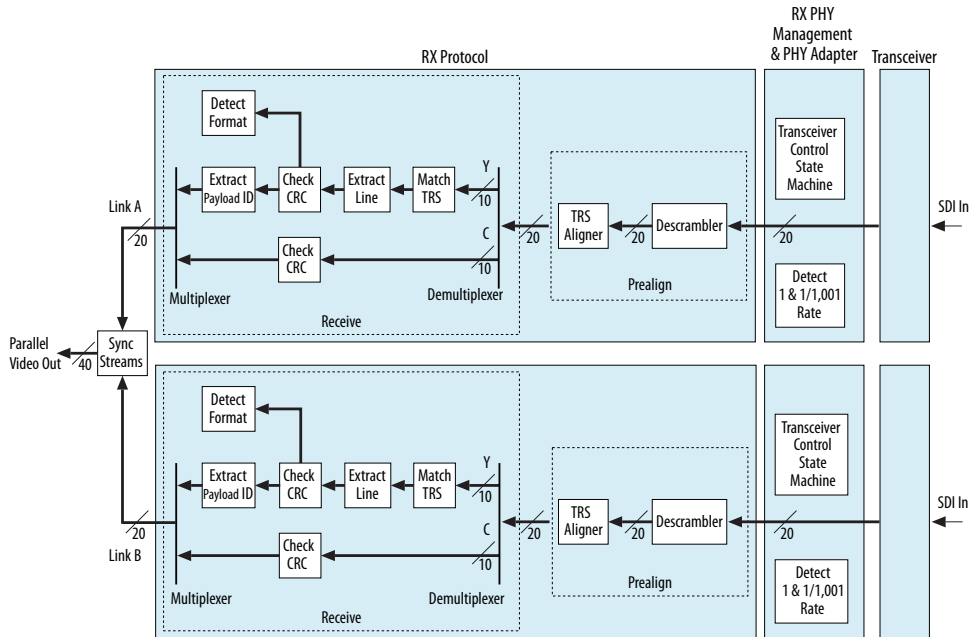 RX PHY
Management
& PHY Adapter
RX Protocol
Transceiver
Detect
Format
Transceiver
Control
State
Machine
Y
Extract
Payload ID
Check
CRC
Extract
Line
Match
TRS
10
Link A
20
TRS
Aligner
Descrambler
SDI In
20
20
20
C
Check
CRC
10
Multiplexer
Demultiplexer
Prealign
Detect
1 & 1/1,001
Rate
Receive
Parallel
Video Out
40
Sync
Streams
Detect
Format
Transceiver
Control
State
Machine
Y
Extract
Payload ID
Check
CRC
Extract
Line
Match
TRS
10
20
Link B
TRS
Aligner
Descrambler
SDI In
20
20
20
C
Check
CRC
10
Multiplexer
Demultiplexer
Prealign
Detect
1 & 1/1,001
Rate
Receive